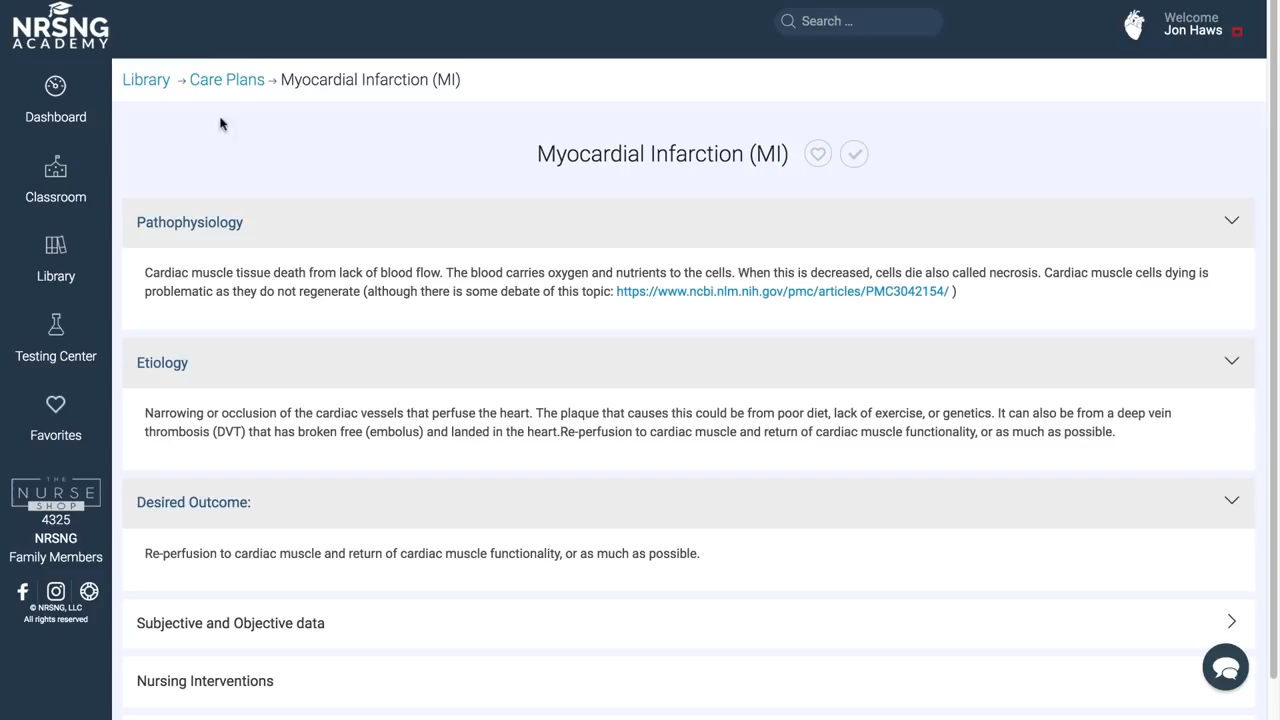 NRSNG
ACADEMY
Search ...
Welcome
Jon Haws
Dashboard
Classroom
Library
Testing Center
Favorites
THE
NURSE
SHOP
4325
NRSNG
Family Members
© NRSNG, LLC
All rights reserved
Library → Care Plans → Myocardial Infarction (MI)
Myocardial Infarction (MI)
Pathophysiology
Cardiac muscle tissue death from lack of blood flow. The blood carries oxygen and nutrients to the cells. When this is decreased, cells die also called necrosis. Cardiac muscle cells dying is
problematic as they do not regenerate (although there is some debate of this topic: https://www.ncbi.nlm.nih.gov/pmc/articles/PMC3042154/ )
Etiology
Narrowing or occlusion of the cardiac vessels that perfuse the heart. The plaque that causes this could be from poor diet, lack of exercise, or genetics. It can also be from a deep vein
thrombosis (DVT) that has broken free (embolus) and landed in the heart.Re-perfusion to cardiac muscle and return of cardiac muscle functionality, or as much as possible.
Desired Outcome:
Re-perfusion to cardiac muscle and return of cardiac muscle functionality, or as much as possible.
Subjective and Objective data
Nursing Interventions